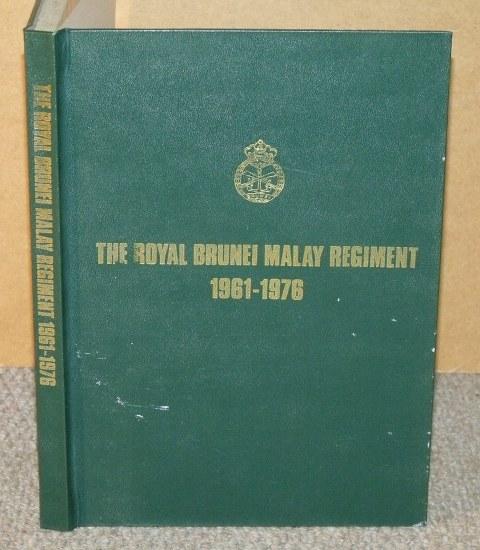 THE ROYAL BRUNEI MALAY REGIMENT 1961-1976
THE ROYAL BRUNEI MALAY REGIMENT
1961-1976